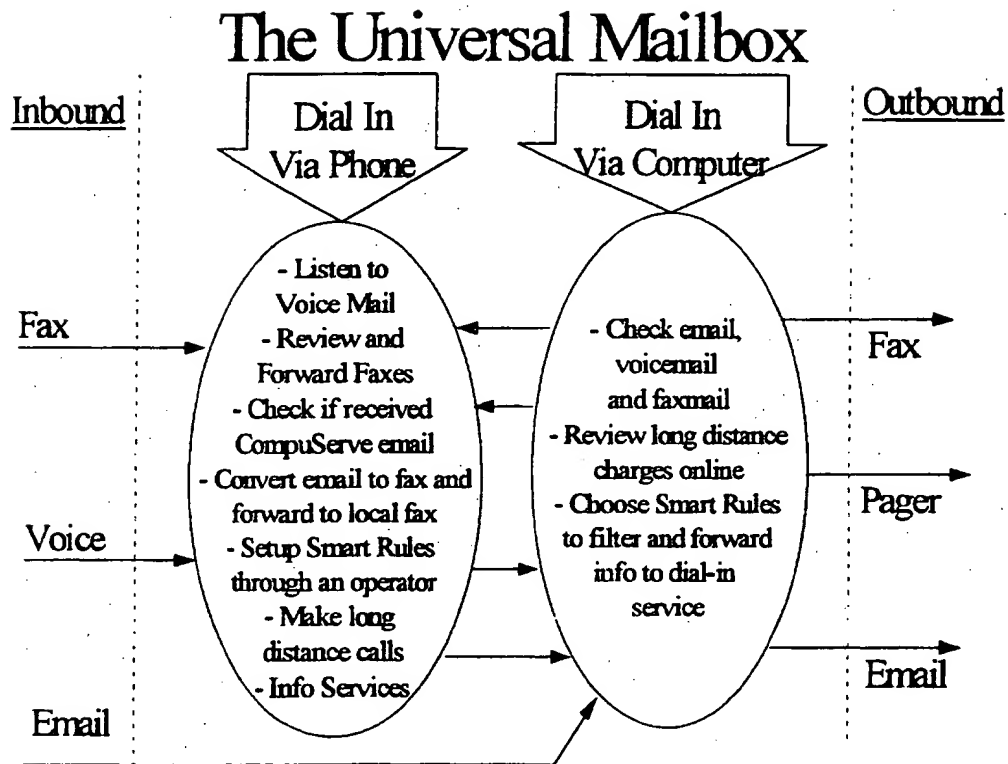 The Universal Mailbox
Inbound
Dial In
Via Phone
Dial In
Via Computer
Outbound
- Listen to
Voice Mail
- Review and
Forward Faxes
- Check if received
CompuServe email
- Convert email to fax and
forward to local fax
- Setup Smart Rules
through an operator
- Make long
distance calls
- Info Services
- Check email,
voicemail
and faxmail
- Review long distance
charges online
- Choose Smart Rules
to filter and forward
info to dial-in
service
Fax
Voice
Email
Fax
Pager
Email